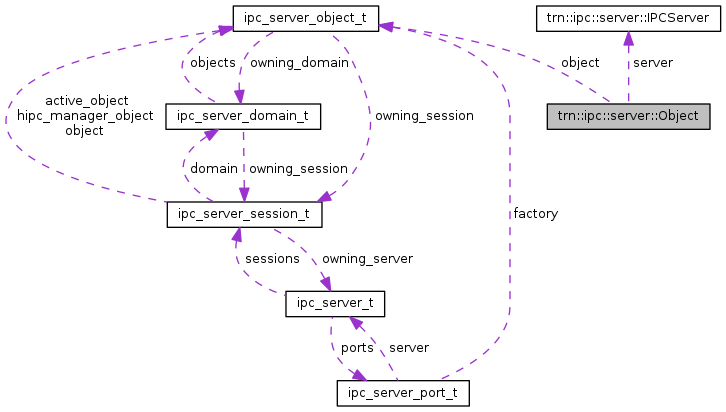 ipc_server_object_t
trn::ipc::server::IPCServer
objects
owning_domain
object
server
active_object
hipc_manager_object
object
ipc_server_domain_t
owning_session
trn::ipc::server::Object
domain
owning_session
ipc_server_session_t
factory
sessions
owning_server
ipc_server_t
ports
server
ipc_server_port_t